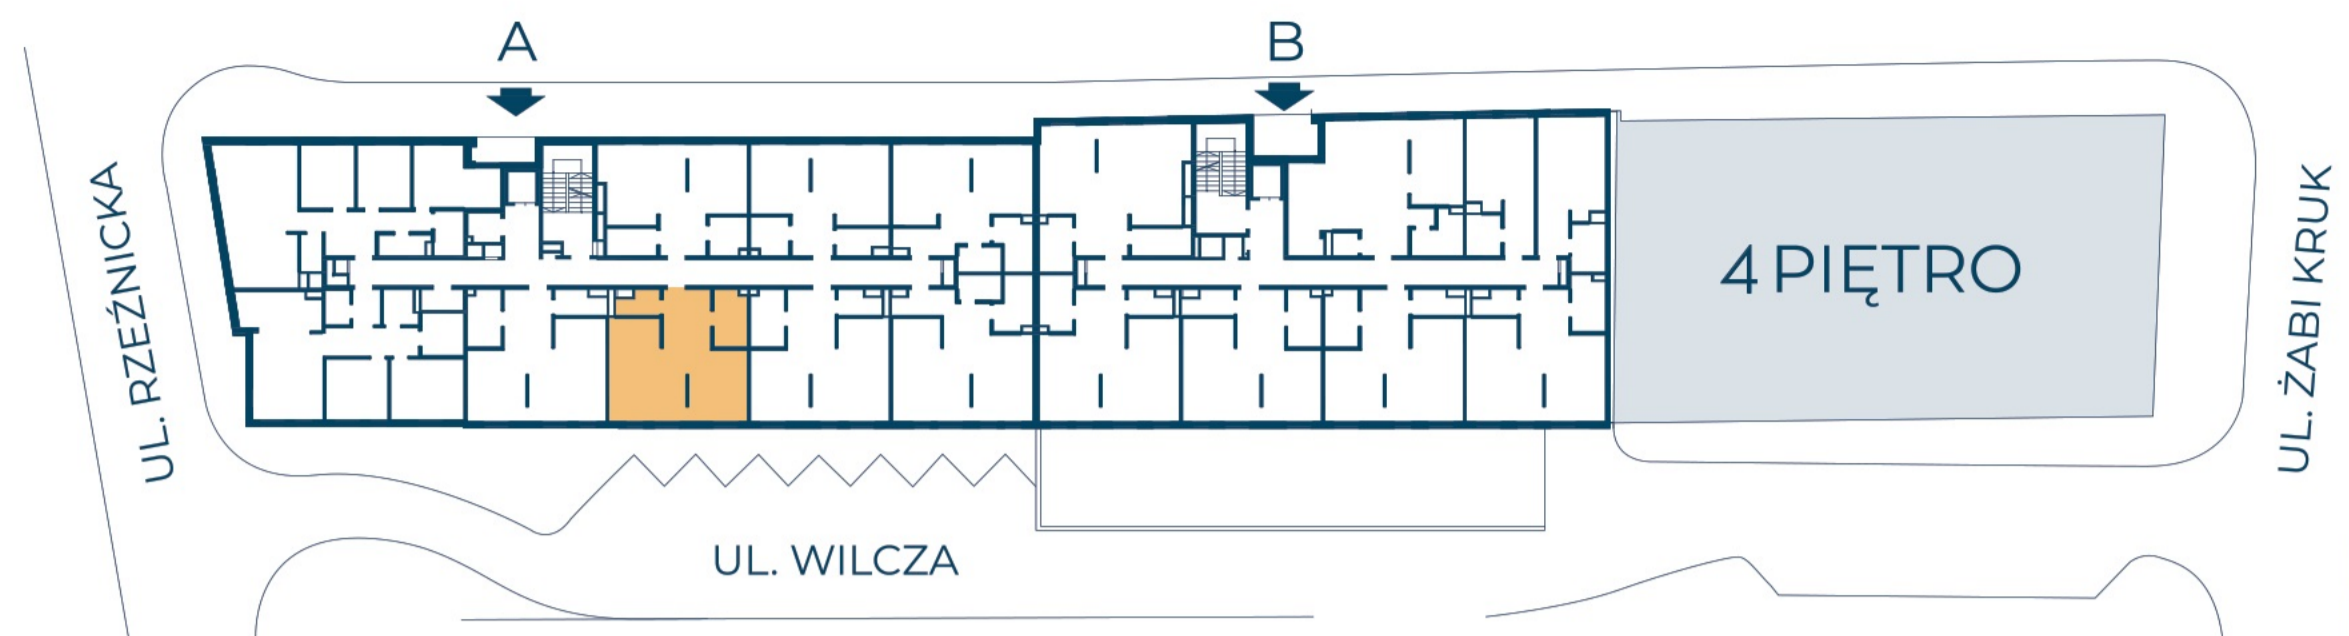 A
B
UL. RZEŹNICKA
4 PIĘTRO
UL. ŻABI KRUK
UL. WILCZA